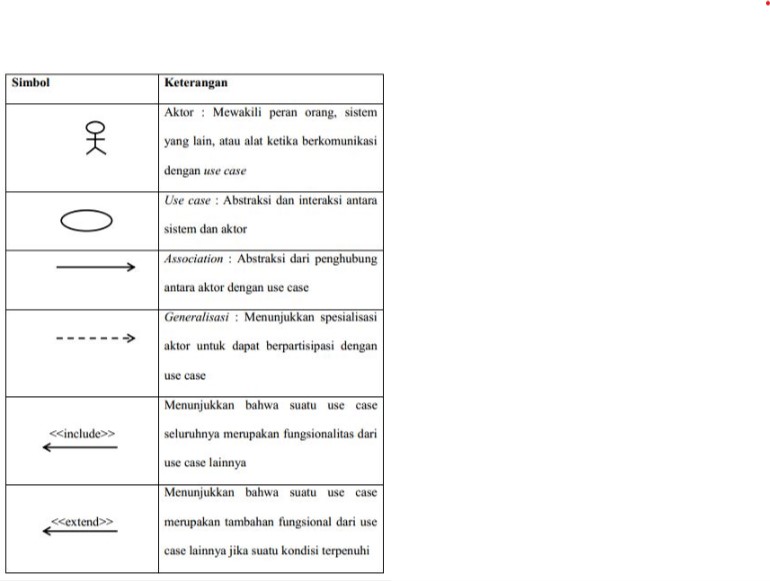 Simbol Keterangan
Aktor : Mewakili peran orang, sistem
yang lain, atau alat ketika berkomunikasi
dengan use case
Use case : Abstraksi dan interaksi antara
sistem dan aktor
Association : Abstraksi dari penghubung
antara aktor dengan use case
Generalisasi : Menunjukkan spesialisasi
aktor untuk dapat berpartisipasi dengan
use case
<<include>>
Menunjukkan bahwa suatu use case
seluruhnya merupakan fungsionalitas dari
use case lainnya
<<extend>>
Menunjukkan bahwa suatu use case
merupakan tambahan fungsional dari use
case lainnya jika suatu kondisi terpenuhi